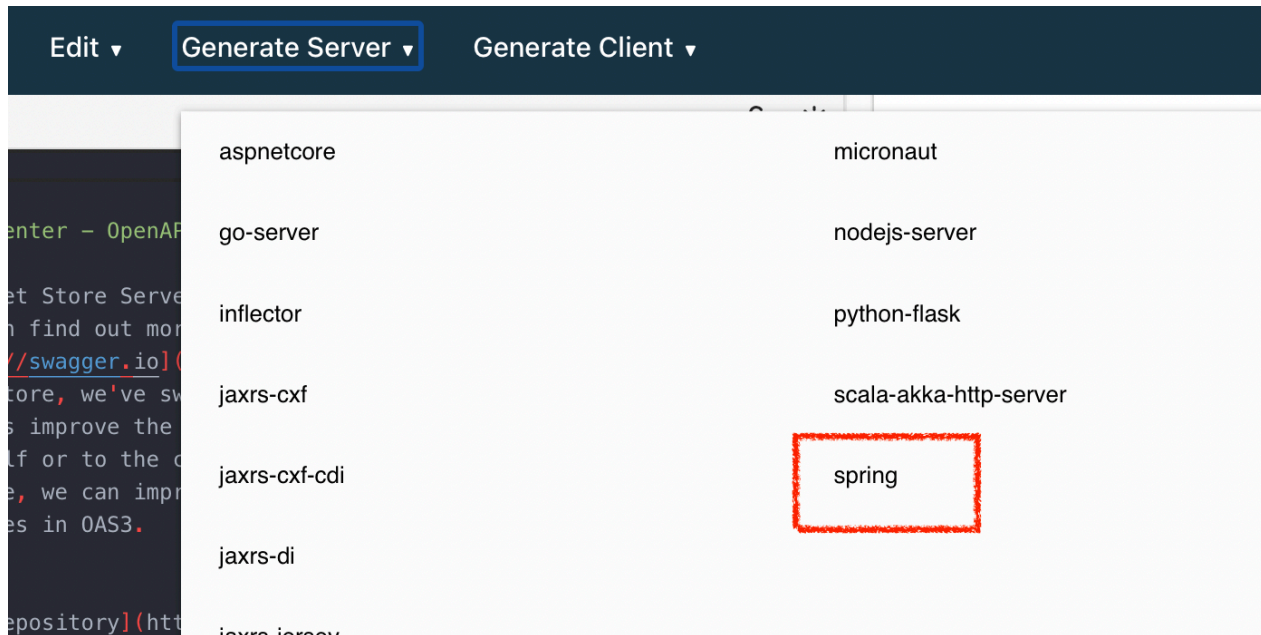 Edit ▾ Generate Server ▾ Generate Client ▾
aspnetcore
micronaut
enter – OpenAP
go-server
nodejs-server
et Store Serve
find out mor
inflector
python-flask
//swagger.io](
tore, we've sw
jaxrs-cxf
scala-akka-http-server
s improve the
lf or to the c
jaxrs-cxf-cdi
spring
e, we can impr
es in OAS3.
jaxrs-di
epository](htt
jaxrs-jersey